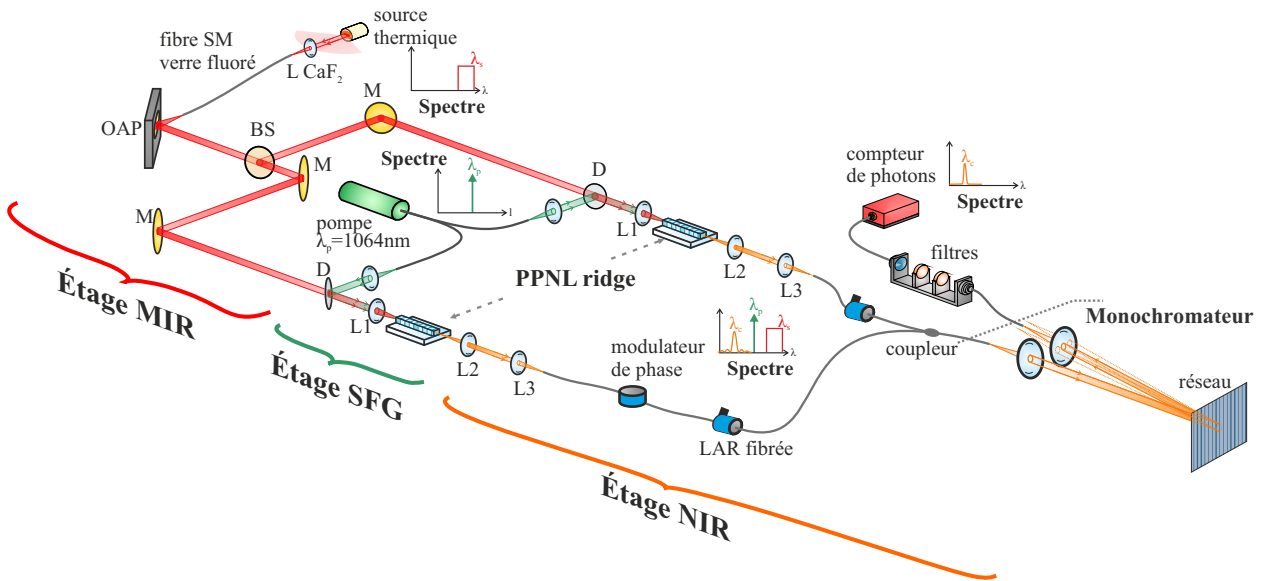 source
thermique
fibre SM
verre fluoré
L CaF₂
λs
λ
Spectre
OAP
BS
M
M
M
Spectre
λp
l
D
compteur
de photons
λc
λ
Spectre
pompe
λp=1064nm
L1
L2
L3
filtres
PPNL ridge
D
L1
L2
L3
Monochromateur
coupleur
λc
λp
λs
λ
Spectre
modulateur
de phase
réseau
LAR fibrée
Étage MIR
Étage SFG
Étage NIR